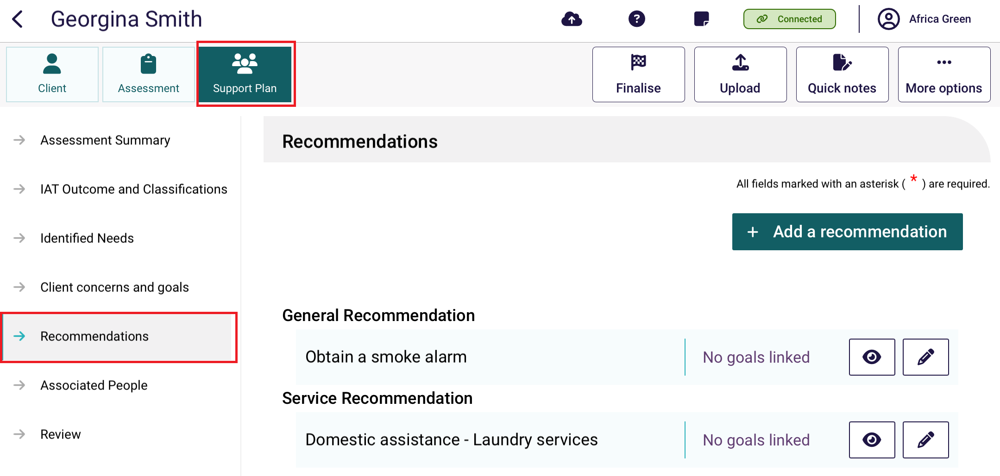 Georgina Smith
Connected
Africa Green
Client
Assessment
Support Plan
Finalise
Upload
Quick notes
More options
Assessment Summary
IAT Outcome and Classifications
Identified Needs
Client concerns and goals
Recommendations
Associated People
Review
Recommendations
All fields marked with an asterisk ( * ) are required.
+ Add a recommendation
General Recommendation
Obtain a smoke alarm
No goals linked
Service Recommendation
Domestic assistance - Laundry services
No goals linked